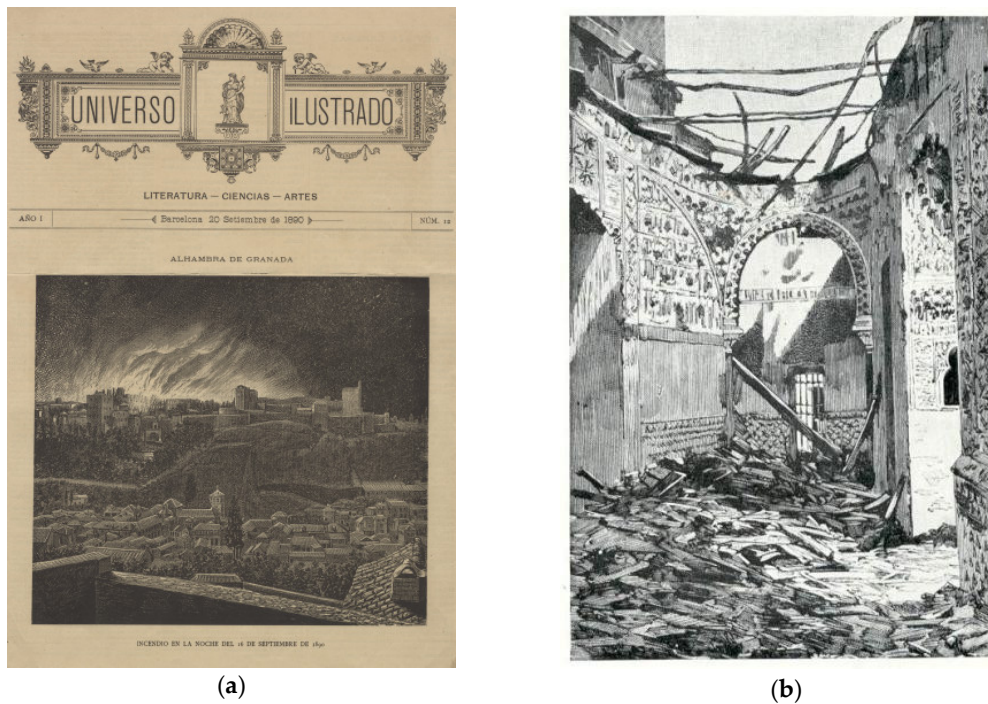 UNIVERSO ILUSTRADO
LITERATURA — CIENCIAS — ARTES
AÑO I
Barcelona 20 Setiembre de 1890
NÚM. 12
ALHAMBRA DE GRANADA
INCENDIO EN LA NOCHE DEL 16 DE SEPTIEMBRE DE 1890
(a)
(b)